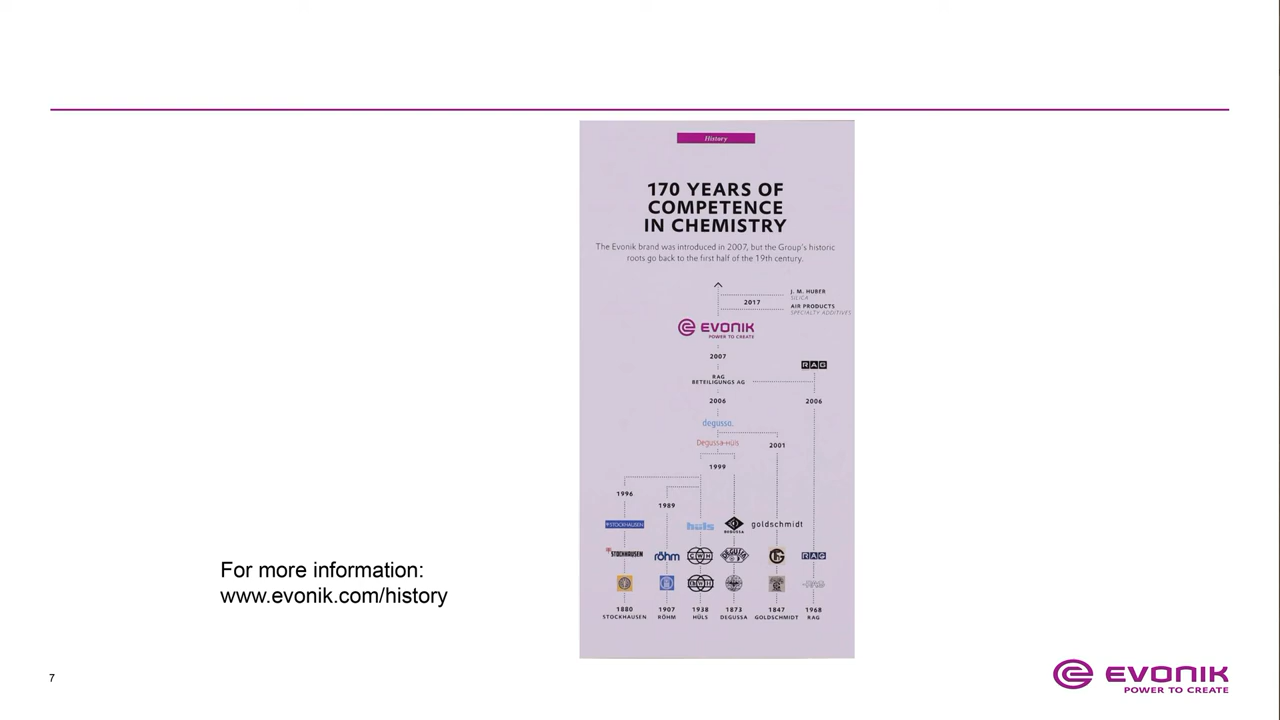 History
170 YEARS OF
COMPETENCE
IN CHEMISTRY
The Evonik brand was introduced in 2007, but the Group's historic
roots go back to the first half of the 19th century.
J. M. HUBER
SILICA
2017
AIR PRODUCTS
SPECIALTY ADDITIVES
EVONIK
POWER TO CREATE
2007
RAG
RAG
BETEILIGUNGS AG
2006
2006
degussa.
Degussa-Hüls
2001
1999
1996
1989
STOCKHAUSEN
hüls
DEGUSSA
goldschmidt
STOCKHAUSEN
röhm
CWH
DEGUSSA
RAG
1880
1907
1938
1873
1847
1968
STOCKHAUSEN
RÖHM
HÜLS
DEGUSSA
GOLDSCHMIDT
RAG
For more information:
www.evonik.com/history
7
EVONIK
POWER TO CREATE